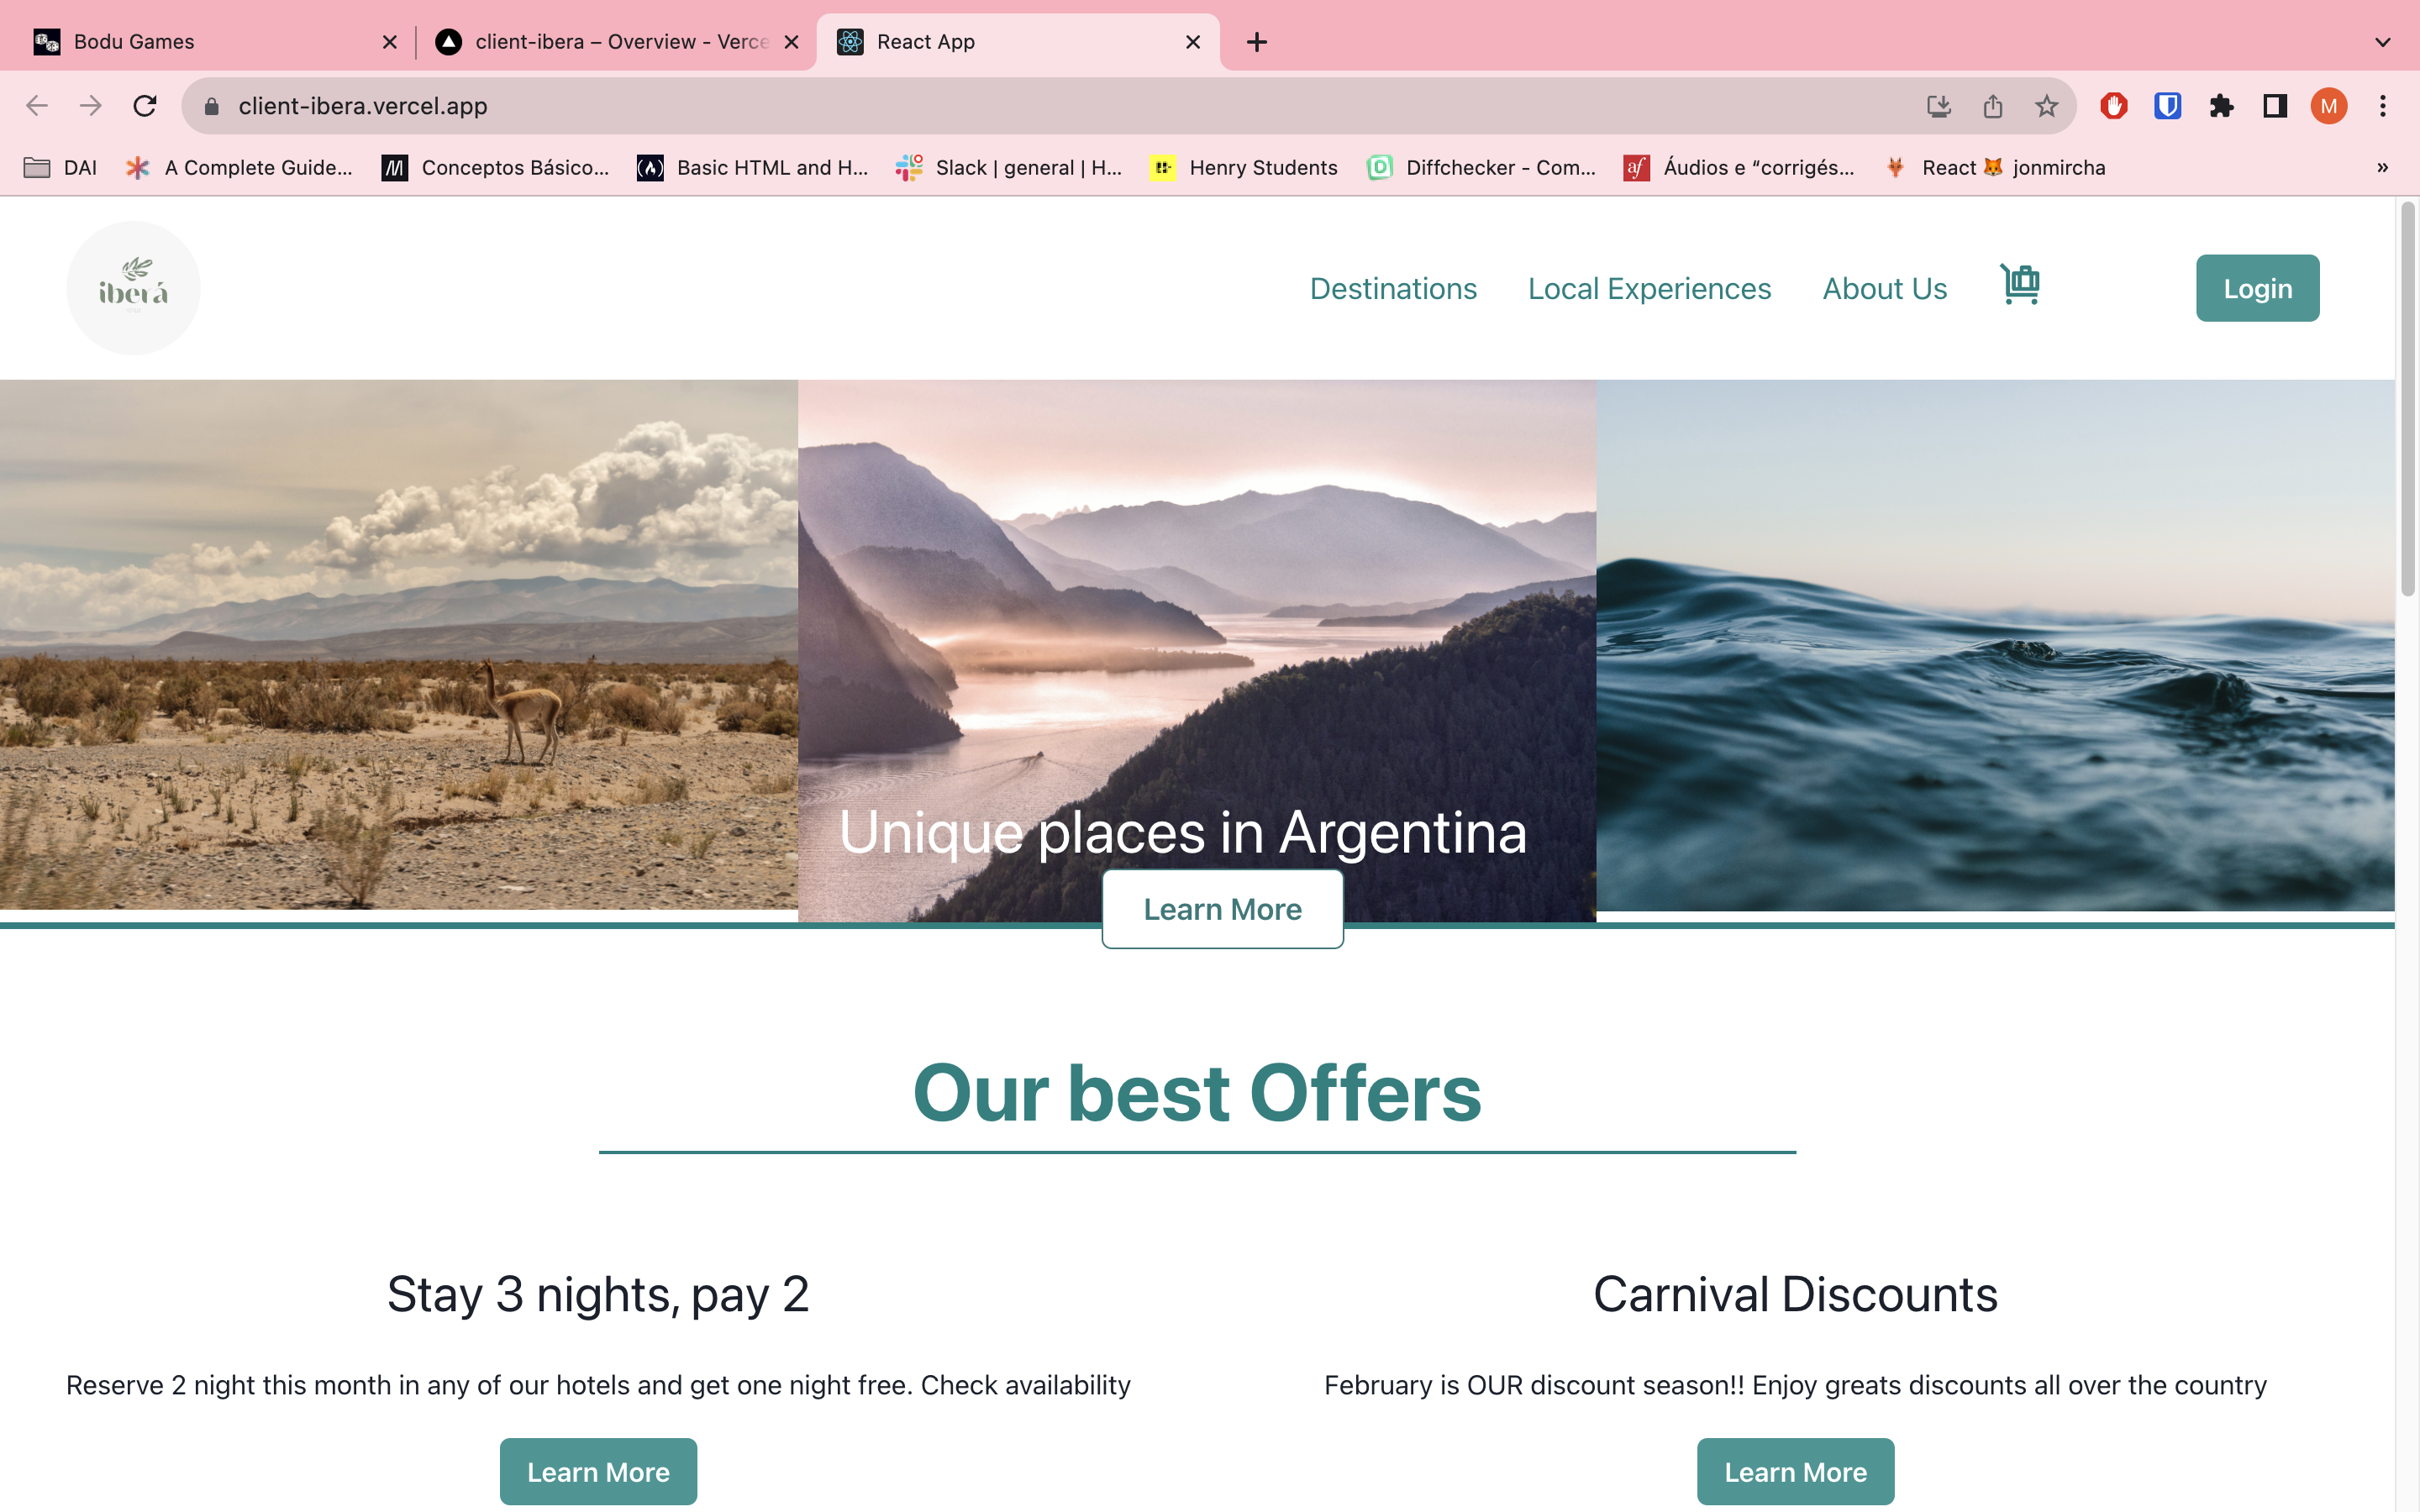 Bodu Games
client-ibera – Overview - Verce
React App
client-ibera.vercel.app
M
DAI
A Complete Guide...
Conceptos Básico...
Basic HTML and H...
Slack | general | H...
Henry Students
Diffchecker - Com...
af
Áudios e “corrigés...
React 🦊 jonmircha
»
iberá
Destinations
Local Experiences
About Us
Login
Unique places in Argentina
Learn More
Our best Offers
Stay 3 nights, pay 2
Carnival Discounts
Reserve 2 night this month in any of our hotels and get one night free. Check availability
February is OUR discount season!! Enjoy greats discounts all over the country
Learn More
Learn More